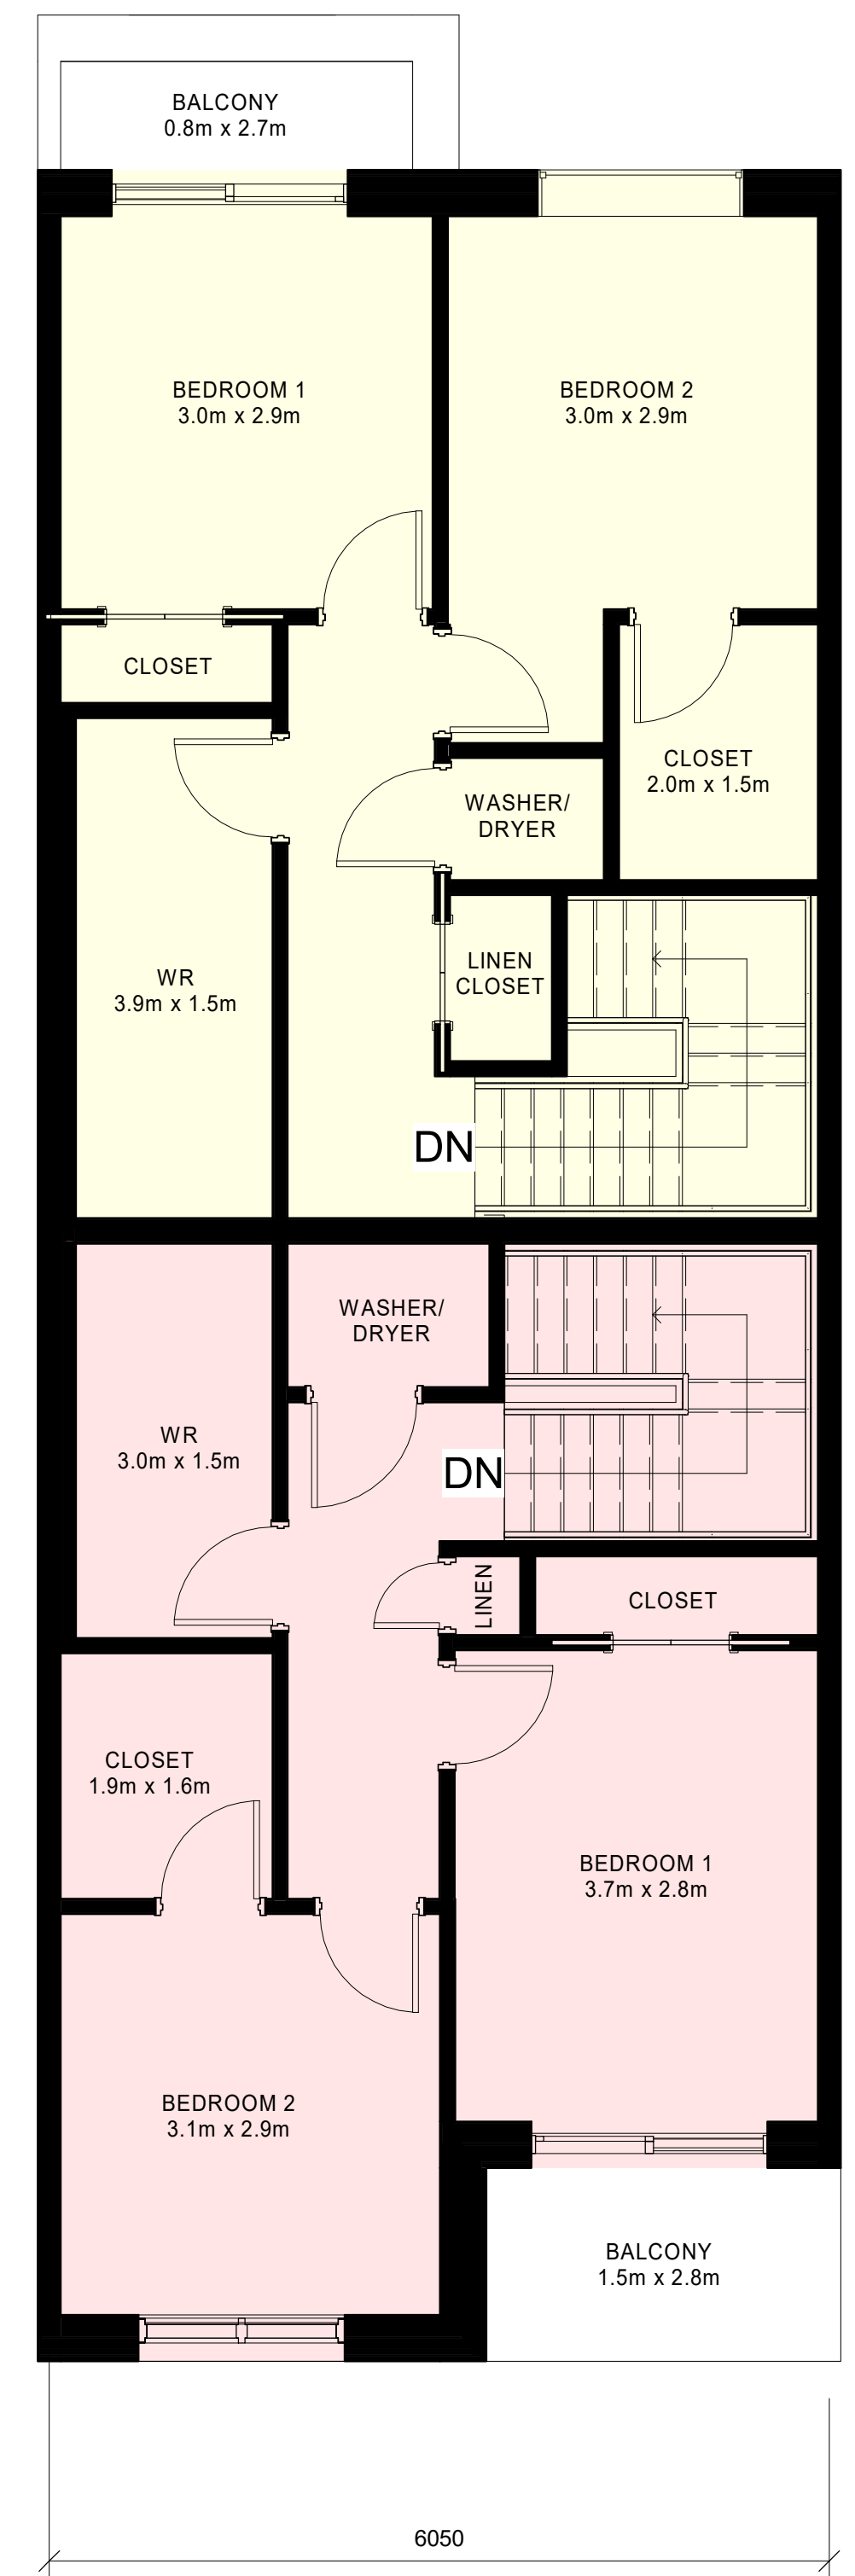 BALCONY
0.8m x 2.7m
BEDROOM 1
3.0m x 2.9m
BEDROOM 2
3.0m x 2.9m
CLOSET
CLOSET
2.0m x 1.5m
WASHER/
DRYER
WR
3.9m x 1.5m
LINEN
CLOSET
DN
WASHER/
DRYER
WR
3.0m x 1.5m
DN
LINEN
CLOSET
CLOSET
1.9m x 1.6m
BEDROOM 1
3.7m x 2.8m
BEDROOM 2
3.1m x 2.9m
BALCONY
1.5m x 2.8m
6050